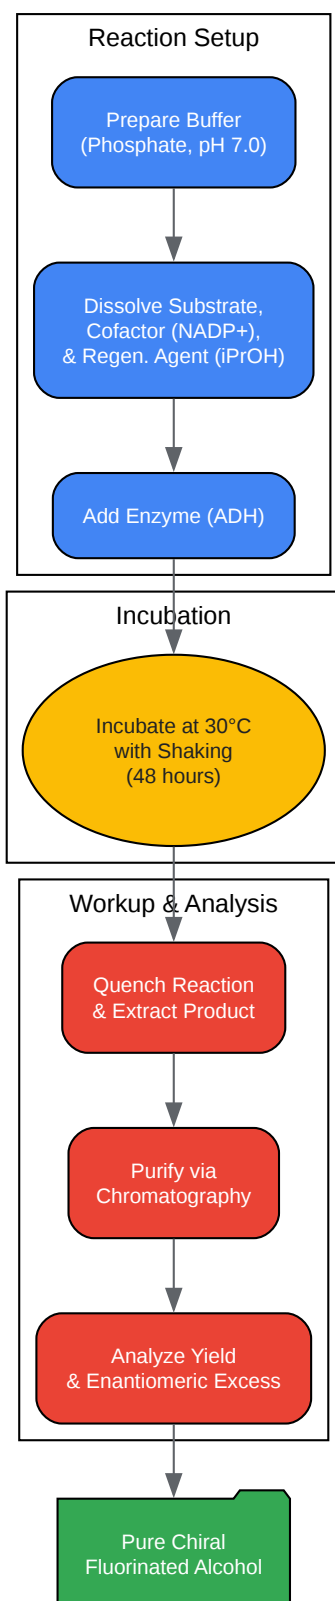 Reaction Setup
Prepare Buffer
(Phosphate, pH 7.0)
Dissolve Substrate,
Cofactor (NADP+),
& Regen. Agent (iPrOH)
Add Enzyme (ADH)
Incubation
Incubate at 30°C
with Shaking
(48 hours)
Workup & Analysis
Quench Reaction
& Extract Product
Purify via
Chromatography
Analyze Yield
& Enantiomeric Excess
Pure Chiral
Fluorinated Alcohol